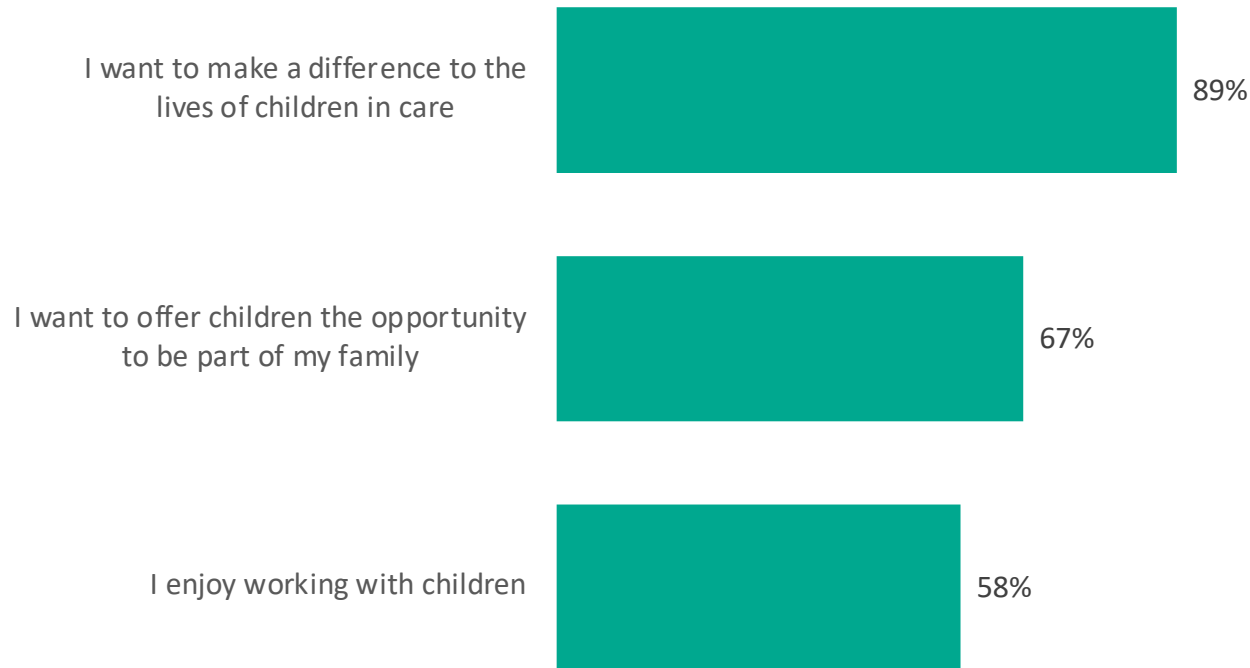 I want to make a difference to the
lives of children in care
89%
I want to offer children the opportunity
to be part of my family
67%
I enjoy working with children
58%